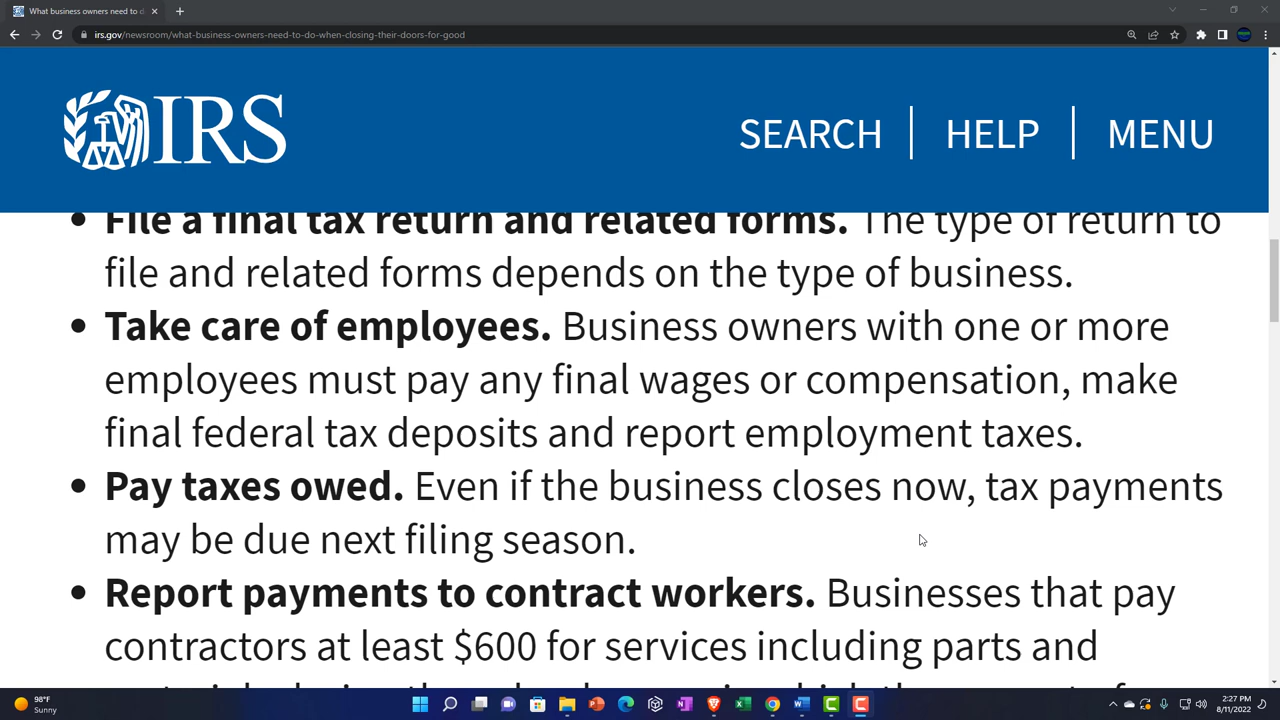 What business owners need to d
irs.gov/newsroom/what-business-owners-need-to-do-when-closing-their-doors-for-good
IRS
SEARCH | HELP | MENU
• File a final tax return and related forms. The type of return to
file and related forms depends on the type of business.
• Take care of employees. Business owners with one or more
employees must pay any final wages or compensation, make
final federal tax deposits and report employment taxes.
• Pay taxes owed. Even if the business closes now, tax payments
may be due next filing season.
• Report payments to contract workers. Businesses that pay
contractors at least $600 for services including parts and
98°F
Sunny
2:27 PM
8/11/2022